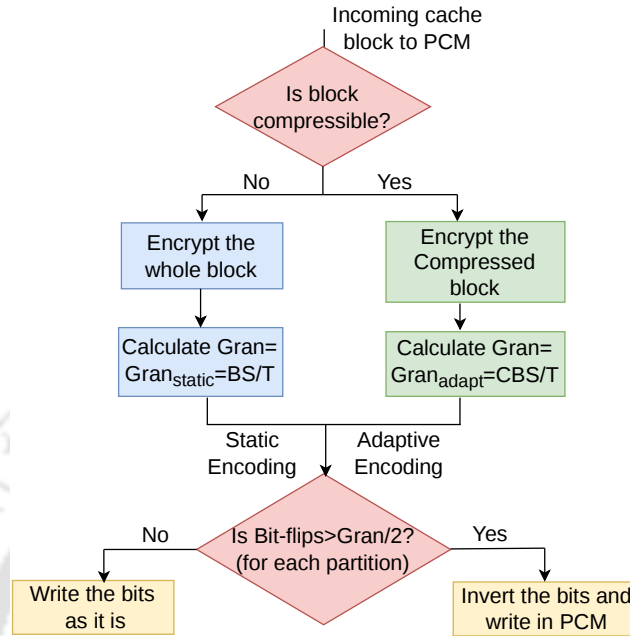 Incoming cache
block to PCM
Is block
compressible?
No
Yes
Encrypt the
whole block
Encrypt the
Compressed
block
Calculate Gran=
Granstatic=BS/T
Calculate Gran=
Granadapt=CBS/T
Static
Encoding
Adaptive
Encoding
Is Bit-flips>Gran/2?
(for each partition)
No
Yes
Write the bits
as it is
Invert the bits and
write in PCM